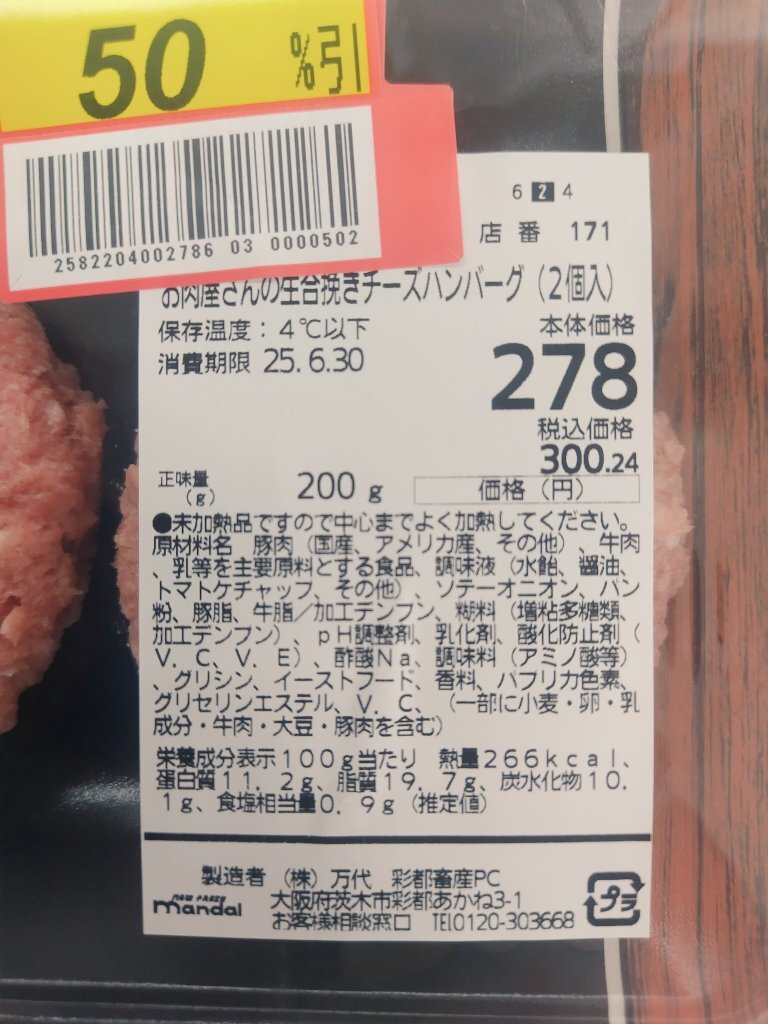 50 %引
2582204002786 03 0000502
6 2 4
店番 171
お肉屋さんの生合挽きチーズハンバーグ（2個入）
保存温度：4℃以下
本体価格
消費期限 25.6.30
278
税込価格
300.24
正味量（g） 200 g 価格（円）
●未加熱品ですので中心までよく加熱してください。
原材料名 豚肉（国産、アメリカ産、その他）、牛肉
、乳等を主要原料とする食品、調味液（水飴、醤油、
トマトケチャップ、その他）、ソテーオニオン、パン
粉、豚脂、牛脂／加工デンプン、糊料（増粘多糖類、
加工デンプン）、pH調整剤、乳化剤、酸化防止剤（
V．C、V．E）、酢酸Na、調味料（アミノ酸等）
、グリシン、イーストフード、香料、パプリカ色素、
グリセリンエステル、V．C、（一部に小麦・卵・乳
成分・牛肉・大豆・豚肉を含む）
栄養成分表示100g当たり 熱量266kcal、
蛋白質11．2g、脂質19．7g、炭水化物10．
1g、食塩相当量0．9g（推定値）
製造者 （株）万代 彩都畜産PC
大阪府茨木市彩都あかね3-1
お客様相談窓口 TEL0120-303668
mandai
プラ